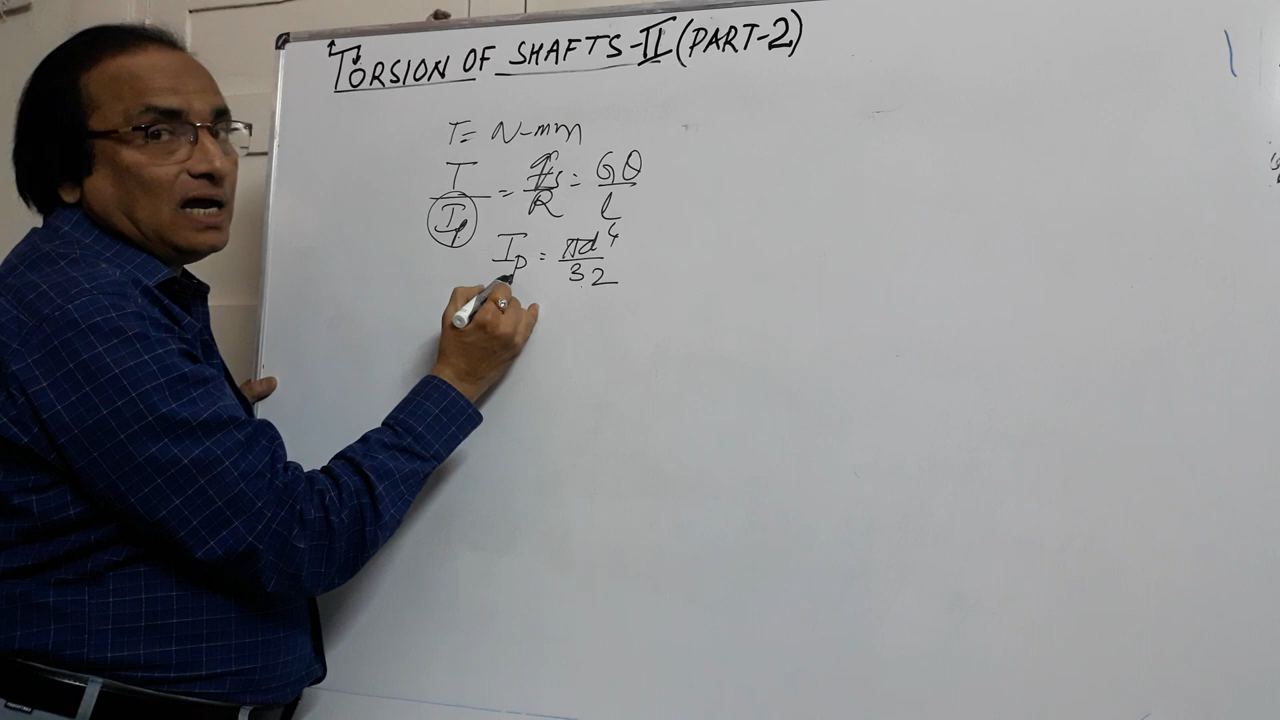 TORSION OF SHAFTS-II (PART-2)
T = N-mm
T/Ip = fs/R = Gθ/l
Ip = πd⁴/32